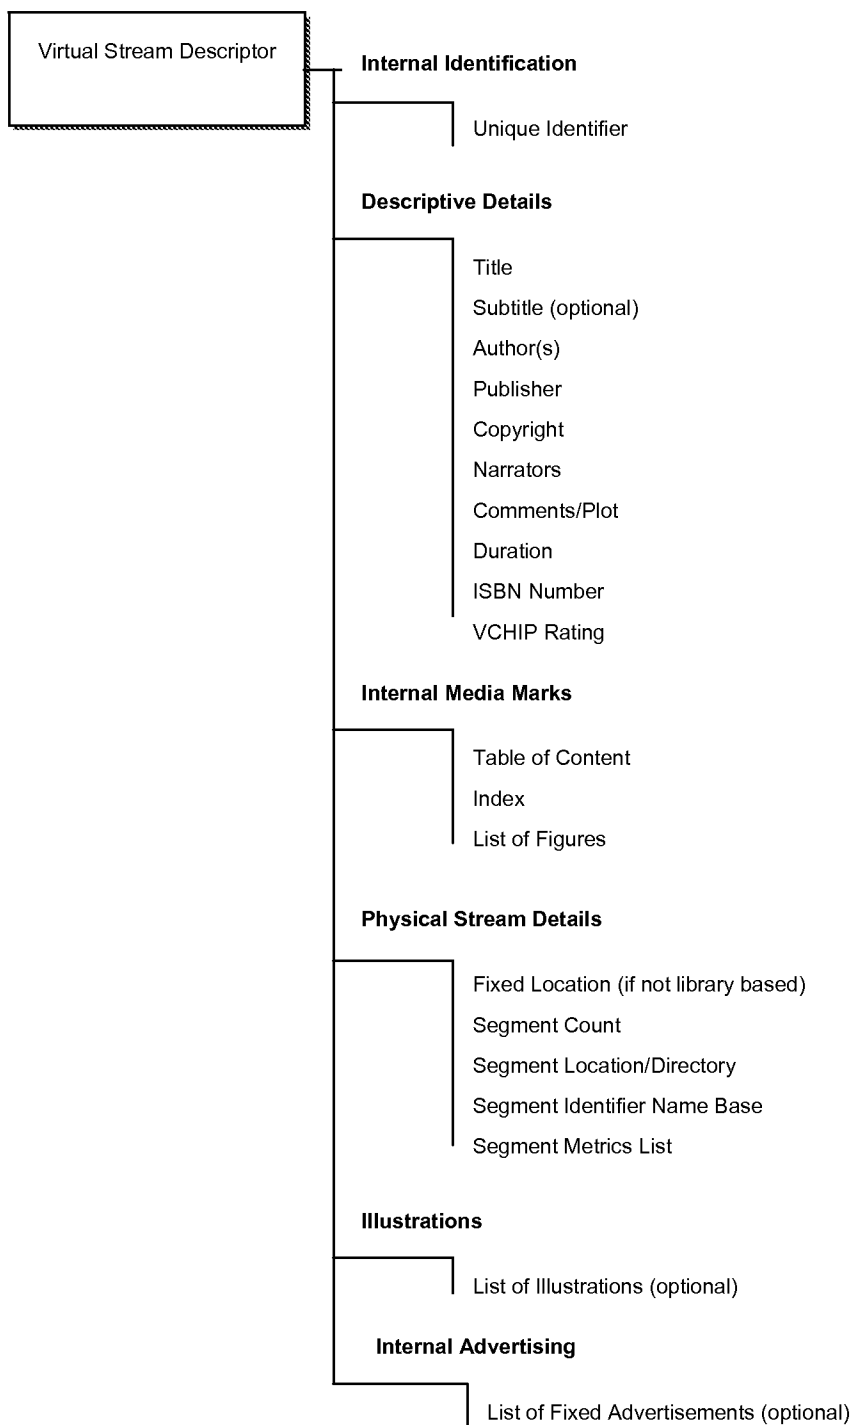 Virtual Stream Descriptor
Internal Identification
Unique Identifier
Descriptive Details
Title
Subtitle (optional)
Author(s)
Publisher
Copyright
Narrators
Comments/Plot
Duration
ISBN Number
VCHIP Rating
Internal Media Marks
Table of Content
Index
List of Figures
Physical Stream Details
Fixed Location (if not library based)
Segment Count
Segment Location/Directory
Segment Identifier Name Base
Segment Metrics List
Illustrations
List of Illustrations (optional)
Internal Advertising
List of Fixed Advertisements (optional)